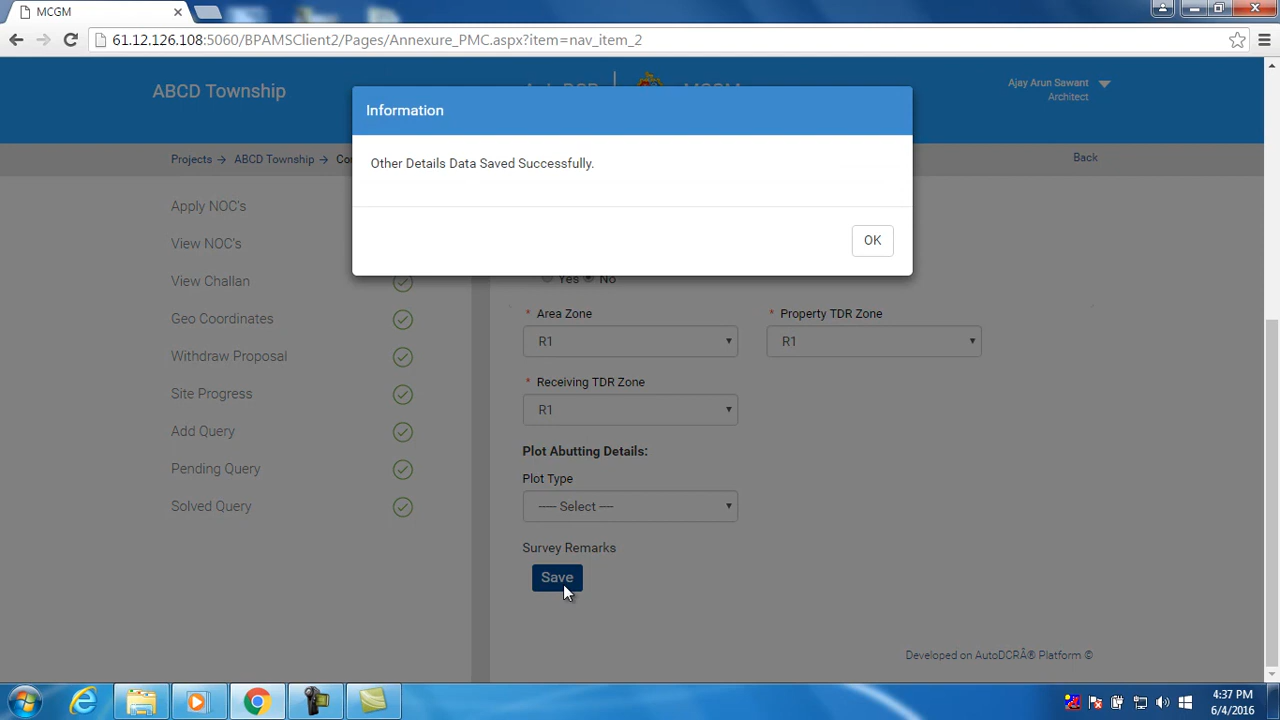 MCGM
61.12.126.108:5060/BPAMSClient2/Pages/Annexure_PMC.aspx?item=nav_item_2
ABCD Township
Ajay Arun Sawant
Architect
Information
Projects → ABCD Township →
Back
Other Details Data Saved Successfully.
OK
Apply NOC's
View NOC's
View Challan
Geo Coordinates
Withdraw Proposal
Site Progress
Add Query
Pending Query
Solved Query
Yes No
* Area Zone
* Property TDR Zone
R1
R1
* Receiving TDR Zone
R1
Plot Abutting Details:
Plot Type
----- Select ----
Survey Remarks
Save
Developed on AutoDCRÂ® Platform ©
4:37 PM
6/4/2016